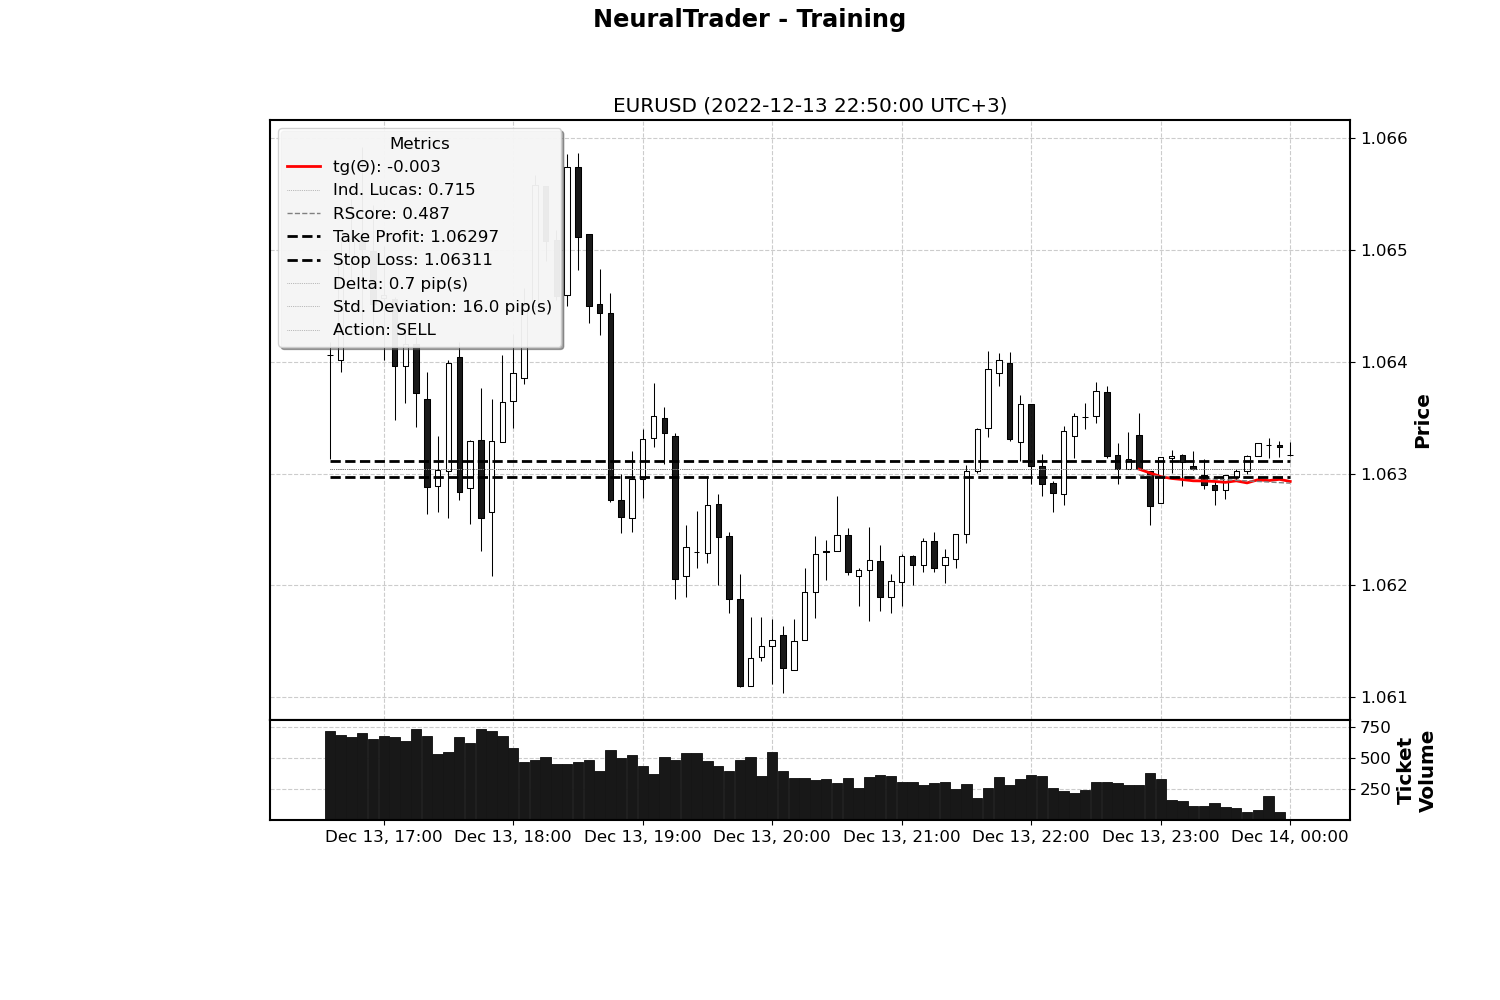 NeuralTrader - Training
EURUSD (2022-12-13 22:50:00 UTC+3)
Metrics
tg(Θ): -0.003
Ind. Lucas: 0.715
RScore: 0.487
Take Profit: 1.06297
Stop Loss: 1.06311
Delta: 0.7 pip(s)
Std. Deviation: 16.0 pip(s)
Action: SELL
1.066
1.065
1.064
1.063
1.062
1.061
Price
750
500
250
Ticket
Volume
Dec 13, 17:00
Dec 13, 18:00
Dec 13, 19:00
Dec 13, 20:00
Dec 13, 21:00
Dec 13, 22:00
Dec 13, 23:00
Dec 14, 00:00